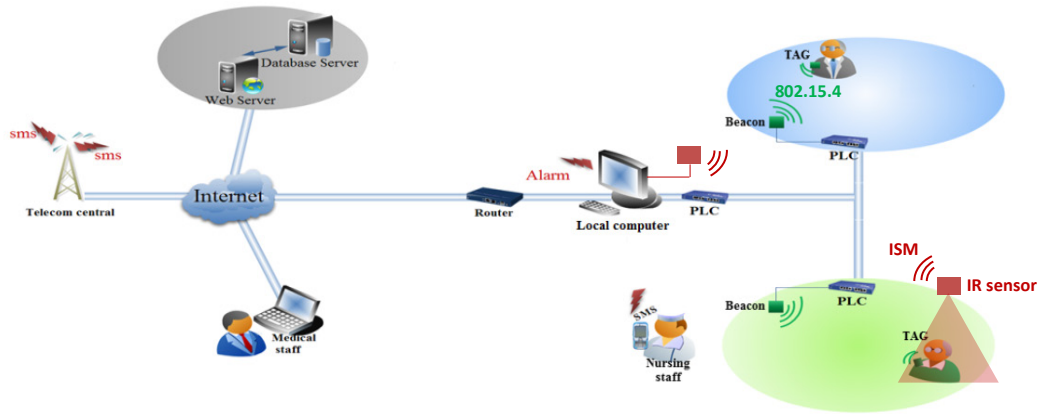 Database Server
Web Server
sms
sms
Telecom central
Internet
Medical
staff
Router
Alarm
Local computer
PLC
TAG
802.15.4
Beacon
PLC
ISM
IR sensor
PLC
Beacon
TAG
SMS
Nursing
staff